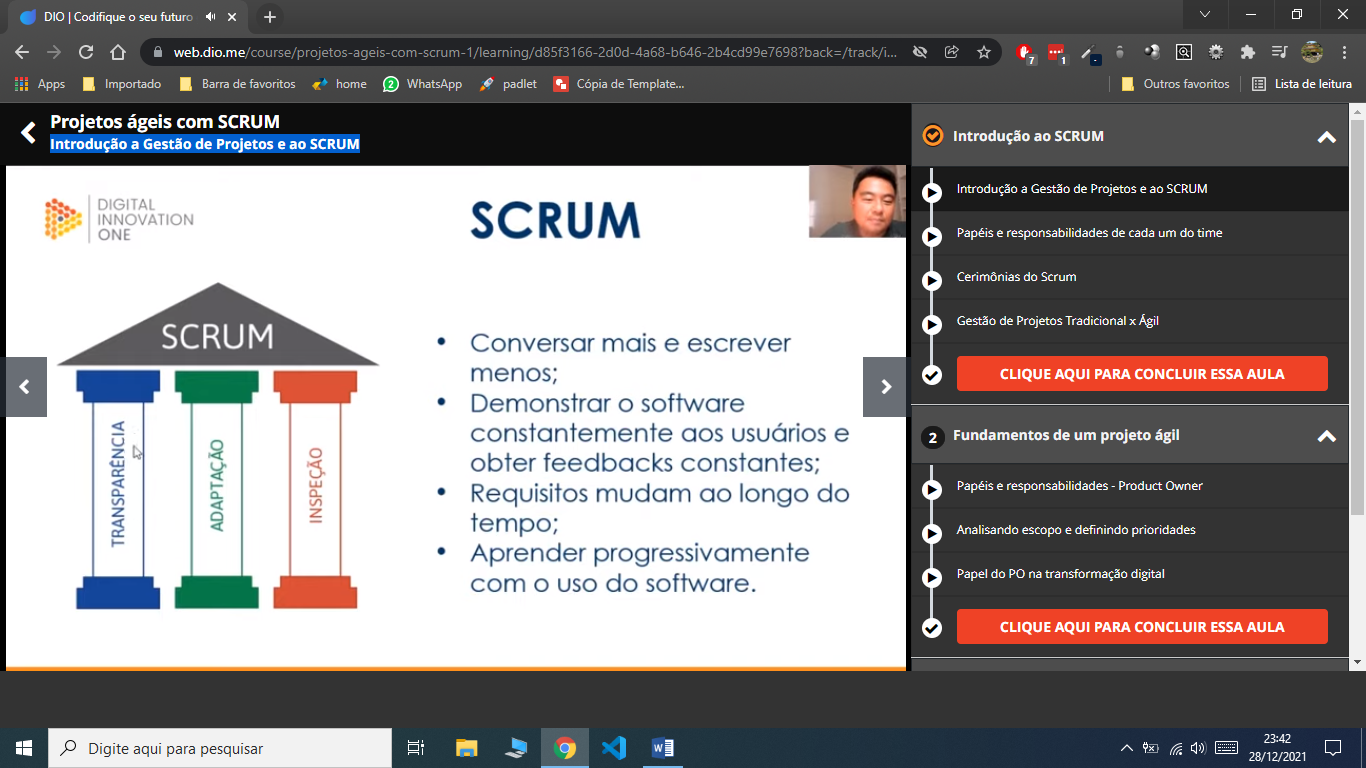 DIO | Codifique o seu futuro
web.dio.me/course/projetos-ageis-com-scrum-1/learning/d85f3166-2d0d-4a68-b646-2b4cd99e7698?back=/track/i...
7
1
Apps
Importado
Barra de favoritos
home
2
WhatsApp
padlet
Cópia de Template...
Outros favoritos
Lista de leitura
Projetos ágeis com SCRUM
Introdução a Gestão de Projetos e ao SCRUM
DIGITAL
INNOVATION
ONE
SCRUM
SCRUM
TRANSPARÊNCIA
ADAPTAÇÃO
INSPEÇÃO
• Conversar mais e escrever
menos;
• Demonstrar o software
constantemente aos usuários e
obter feedbacks constantes;
• Requisitos mudam ao longo do
tempo;
• Aprender progressivamente
com o uso do software.
Introdução ao SCRUM
Introdução a Gestão de Projetos e ao SCRUM
Papéis e responsabilidades de cada um do time
Cerimônias do Scrum
Gestão de Projetos Tradicional x Ágil
CLIQUE AQUI PARA CONCLUIR ESSA AULA
2 Fundamentos de um projeto ágil
Papéis e responsabilidades - Product Owner
Analisando escopo e definindo prioridades
Papel do PO na transformação digital
CLIQUE AQUI PARA CONCLUIR ESSA AULA
Digite aqui para pesquisar
23:42
28/12/2021